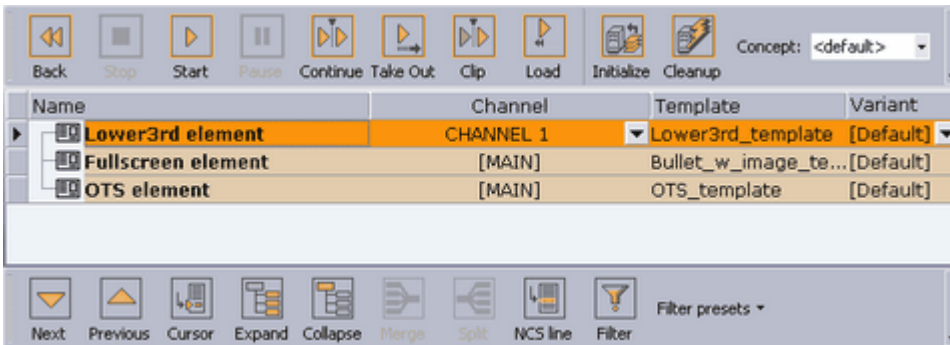 Back Stop Start Pause Continue Take Out Clip Load Initialize Cleanup Concept: <default>
Name Channel Template Variant
Lower3rd element CHANNEL 1 Lower3rd_template [Default]
Fullscreen element [MAIN] Bullet_w_image_te...[Default]
OTS element [MAIN] OTS_template [Default]
Next Previous Cursor Expand Collapse Merge Split NCS line Filter Filter presets